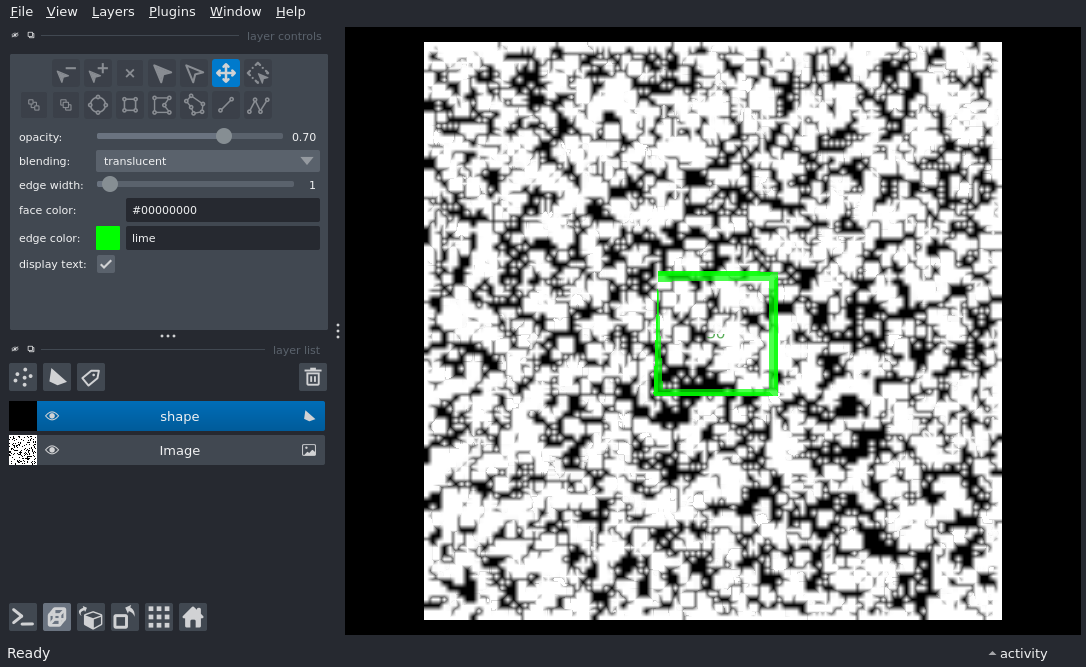 File View Layers Plugins Window Help
layer controls
opacity: 0.70
blending: translucent
edge width: 1
face color: #00000000
edge color: lime
display text:
layer list
shape
Image
Ready
activity